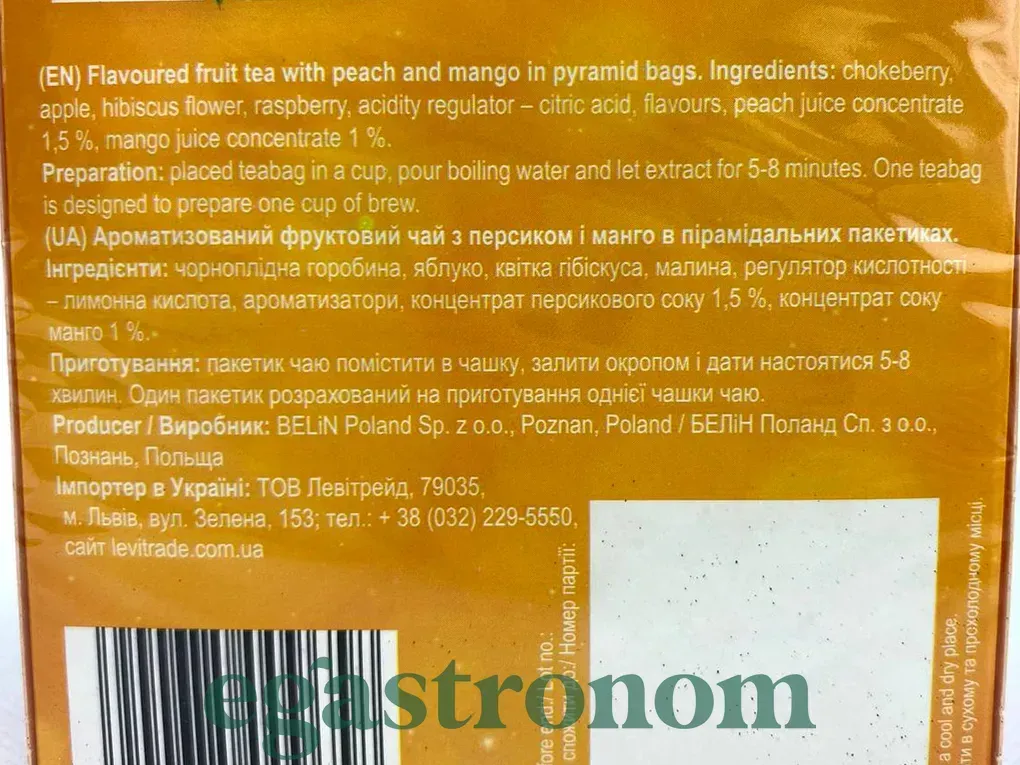 (EN) Flavoured fruit tea with peach and mango in pyramid bags. Ingredients: chokeberry,
apple, hibiscus flower, raspberry, acidity regulator – citric acid, flavours, peach juice concentrate
1,5 %, mango juice concentrate 1 %.
Preparation: placed teabag in a cup, pour boiling water and let extract for 5-8 minutes. One teabag
is designed to prepare one cup of brew.
(UA) Ароматизований фруктовий чай з персиком і манго в пірамідальних пакетиках.
Інгредієнти: чорноплідна горобина, яблуко, квітка гібіскуса, малина, регулятор кислотності
– лимонна кислота, ароматизатори, концентрат персикового соку 1,5 %, концентрат соку
манго 1 %.
Приготування: пакетик чаю помістити в чашку, залити окропом і дати настоятися 5-8
хвилин. Один пакетик розрахований на приготування однієї чашки чаю.
Producer / Виробник: BELiN Poland Sp. z o.o., Poznan, Poland / БЕЛіН Поланд Сп. з о.о.,
Познань, Польща
Імпортер в Україні: ТОВ Левітрейд, 79035,
м. Львів, вул. Зелена, 153; тел.: + 38 (032) 229-5550,
сайт levitrade.com.ua
Lot no.:
Номер партії:
a cool and dry place.
ти в сухому та прохолодному місці.
egastronom